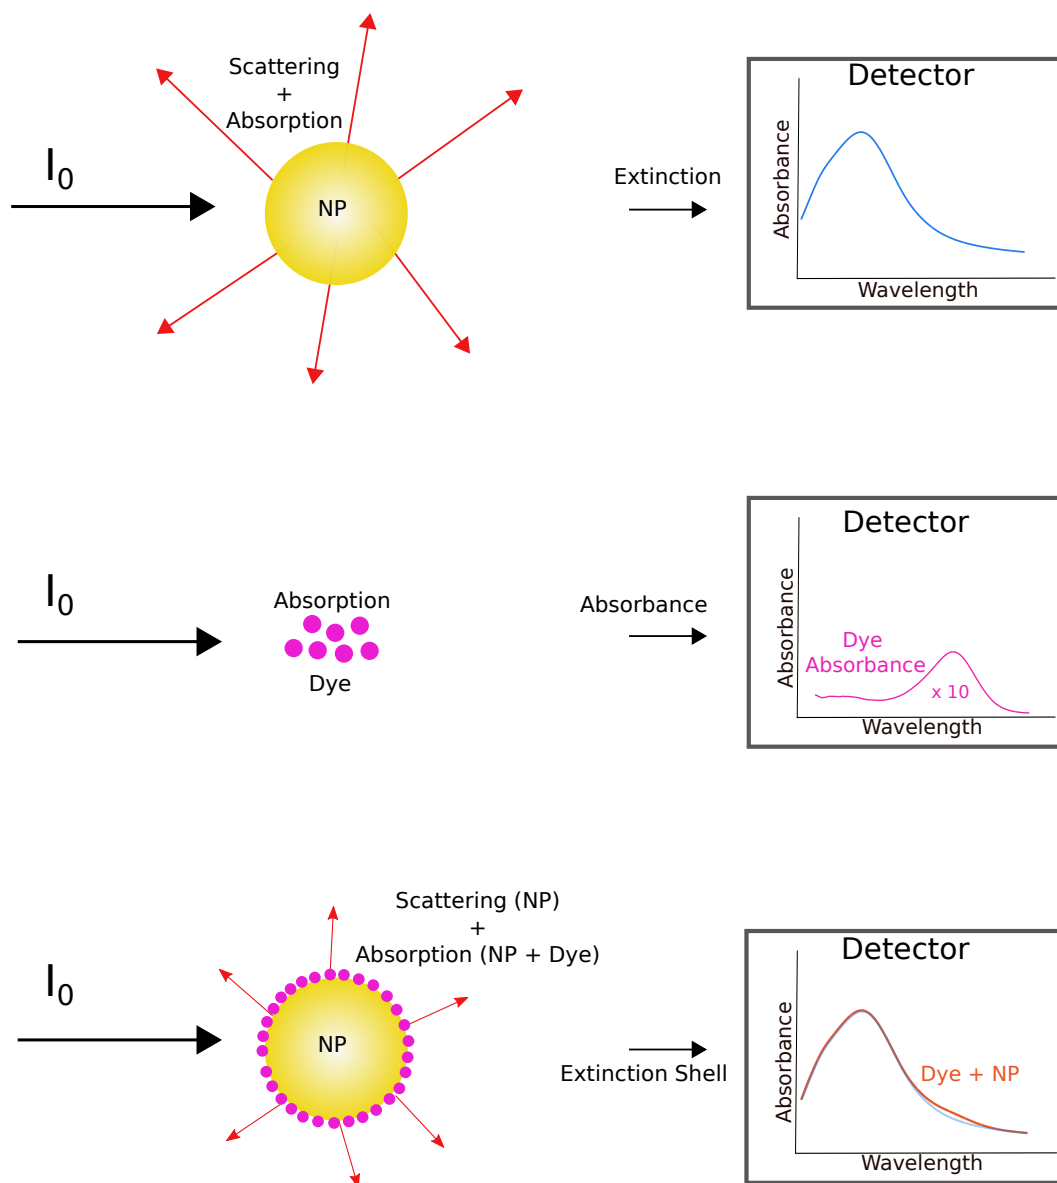 Scattering
+
Absorption
I0
NP
Extinction
Detector
Absorbance
Wavelength
I0
Absorption
Dye
Absorbance
Detector
Absorbance
Dye
Absorbance
x 10
Wavelength
Scattering (NP)
+
Absorption (NP + Dye)
I0
NP
Extinction Shell
Detector
Absorbance
Dye + NP
Wavelength